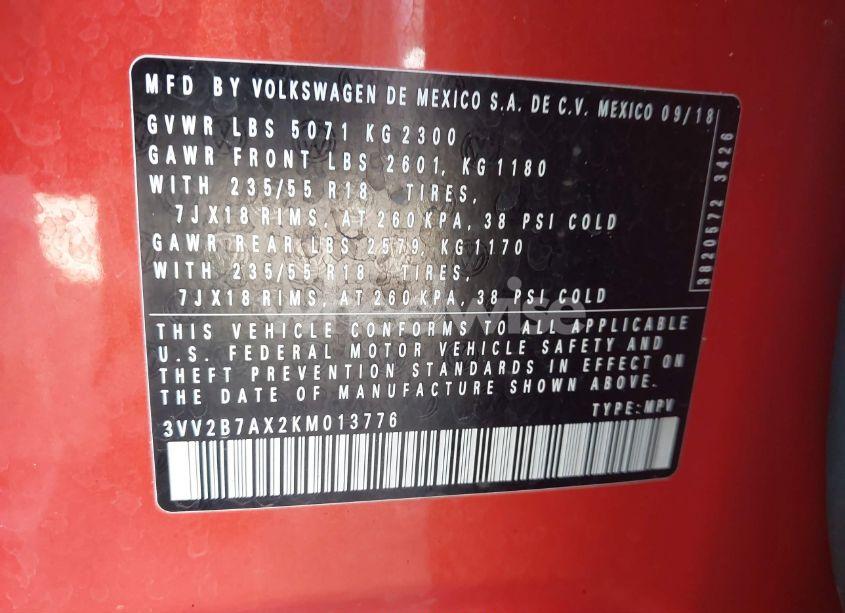 MFD BY VOLKSWAGEN DE MEXICO S.A. DE C.V. MEXICO 09/18
GVWR LBS 5071 KG 2300
GAWR FRONT LBS 2601, KG 1180
WITH 235/55 R18 TIRES,
7JX18 RIMS, AT 260 KPA, 38 PSI COLD
GAWR REAR LBS 2579, KG 1170
WITH 235/55 R18 TIRES,
7JX18 RIMS, AT 260 KPA, 38 PSI COLD
3820572 3426
wheelwise
THIS VEHICLE CONFORMS TO ALL APPLICABLE
U.S. FEDERAL MOTOR VEHICLE SAFETY AND
THEFT PREVENTION STANDARDS IN EFFECT ON
THE DATE OF MANUFACTURE SHOWN ABOVE.
3VV2B7AX2KM013776 TYPE: MPV